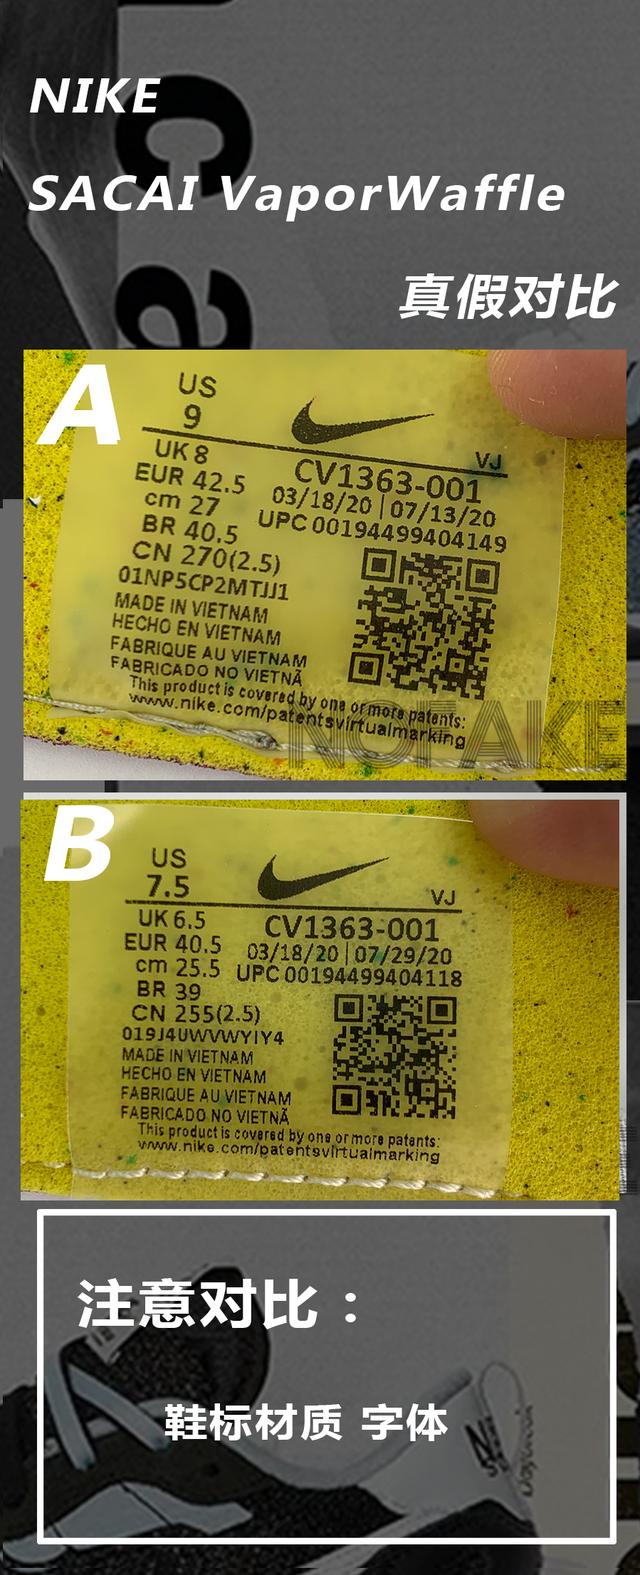 NIKE
SACAI VaporWaffle
真假对比
A
US
9
VJ
UK 8
EUR 42.5
cm 27
BR 40.5
CN 270(2.5)
01NP5CP2MTJJ1
CV1363-001
03/18/20 | 07/13/20
UPC 00194499404149
MADE IN VIETNAM
HECHO EN VIETNAM
FABRIQUE AU VIETNAM
FABRICADO NO VIETNÃ
This product is covered by one or more patents:
www.nike.com/patentsvirtualmarking
NOFAKE
B
US
7.5
VJ
UK 6.5
EUR 40.5
cm 25.5
BR 39
CN 255(2.5)
019J4UWVWYIY4
CV1363-001
03/18/20 | 07/29/20
UPC 00194499404118
MADE IN VIETNAM
HECHO EN VIETNAM
FABRIQUE AU VIETNAM
FABRICADO NO VIETNÃ
This product is covered by one or more patents:
www.nike.com/patentsvirtualmarking
注意对比：
鞋标材质 字体